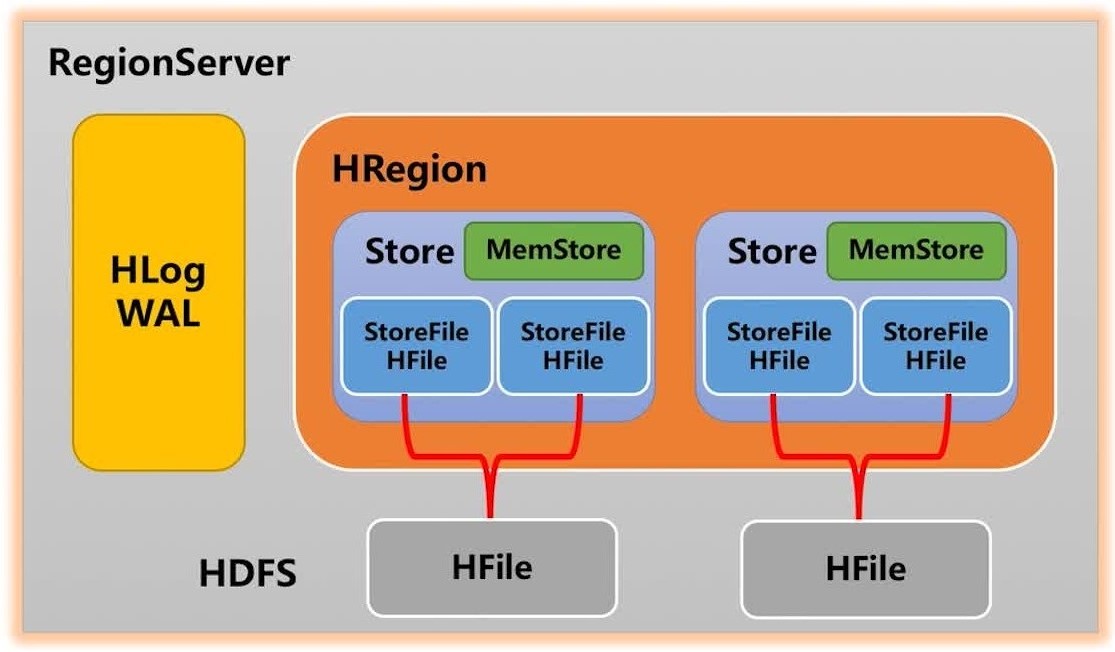 RegionServer
HLog
WAL
HRegion
Store
MemStore
StoreFile
HFile
StoreFile
HFile
Store
MemStore
StoreFile
HFile
StoreFile
HFile
HDFS
HFile
HFile